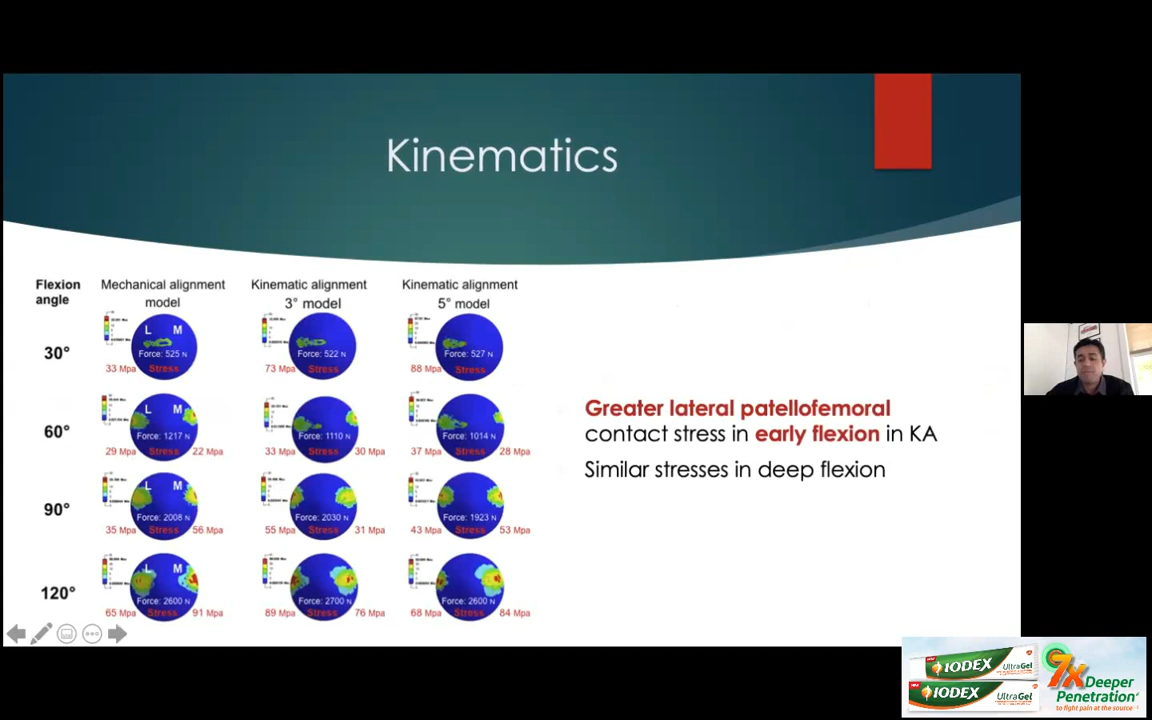 Kinematics
Flexion angle
Mechanical alignment model
Kinematic alignment 3° model
Kinematic alignment 5° model
30°
L M
Force: 525 N
Stress
33 Mpa
Force: 522 N
Stress
73 Mpa
Force: 527 N
Stress
88 Mpa
60°
L M
Force: 1217 N
29 Mpa Stress 22 Mpa
Force: 1110 N
33 Mpa Stress 30 Mpa
Force: 1014 N
37 Mpa Stress 28 Mpa
90°
L M
Force: 2008 N
35 Mpa Stress 56 Mpa
Force: 2030 N
55 Mpa Stress 31 Mpa
Force: 1923 N
43 Mpa Stress 53 Mpa
120°
L M
Force: 2600 N
65 Mpa Stress 91 Mpa
Force: 2700 N
89 Mpa Stress 76 Mpa
Force: 2600 N
68 Mpa Stress 84 Mpa
Greater lateral patellofemoral
contact stress in early flexion in KA
Similar stresses in deep flexion
IODEX
UltraGel
IODEX
UltraGel
7X
Deeper
Penetration
to fight pain at the source